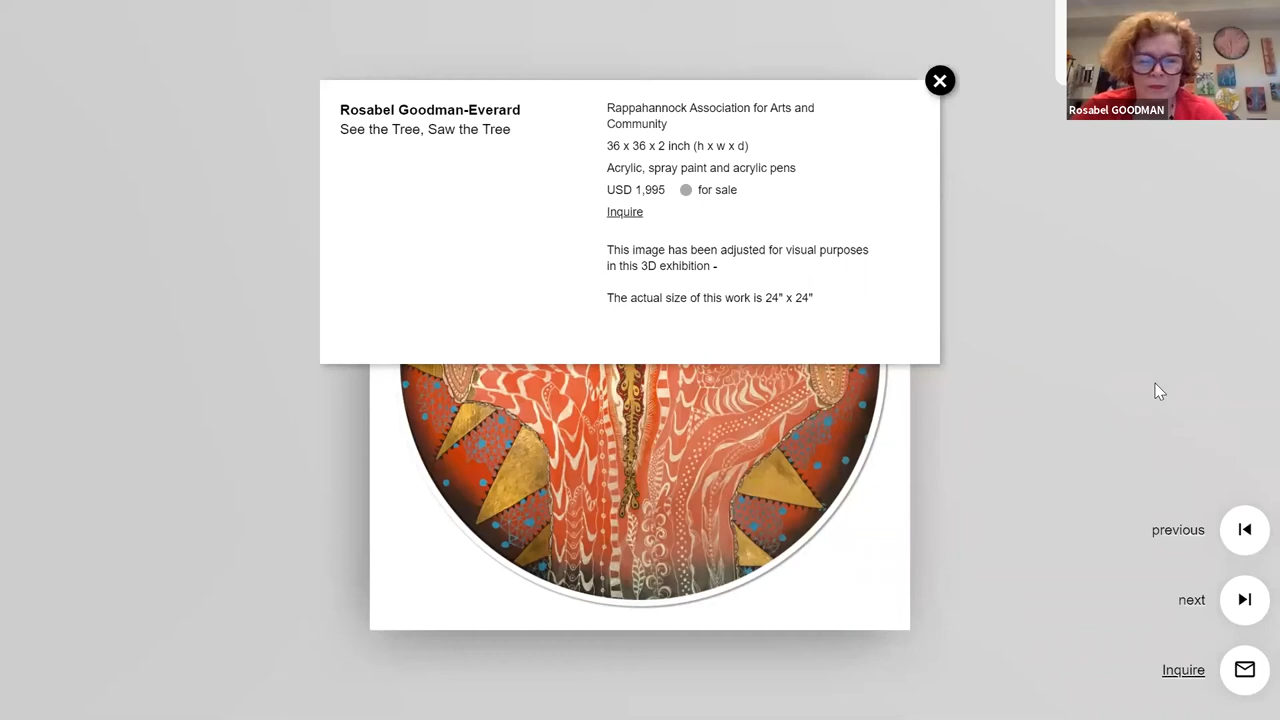 Rosabel Goodman-Everard
See the Tree, Saw the Tree
Rappahannock Association for Arts and
Community
36 x 36 x 2 inch (h x w x d)
Acrylic, spray paint and acrylic pens
USD 1,995 for sale
Inquire
This image has been adjusted for visual purposes
in this 3D exhibition -
The actual size of this work is 24" x 24"
Rosabel GOODMAN
previous
next
Inquire